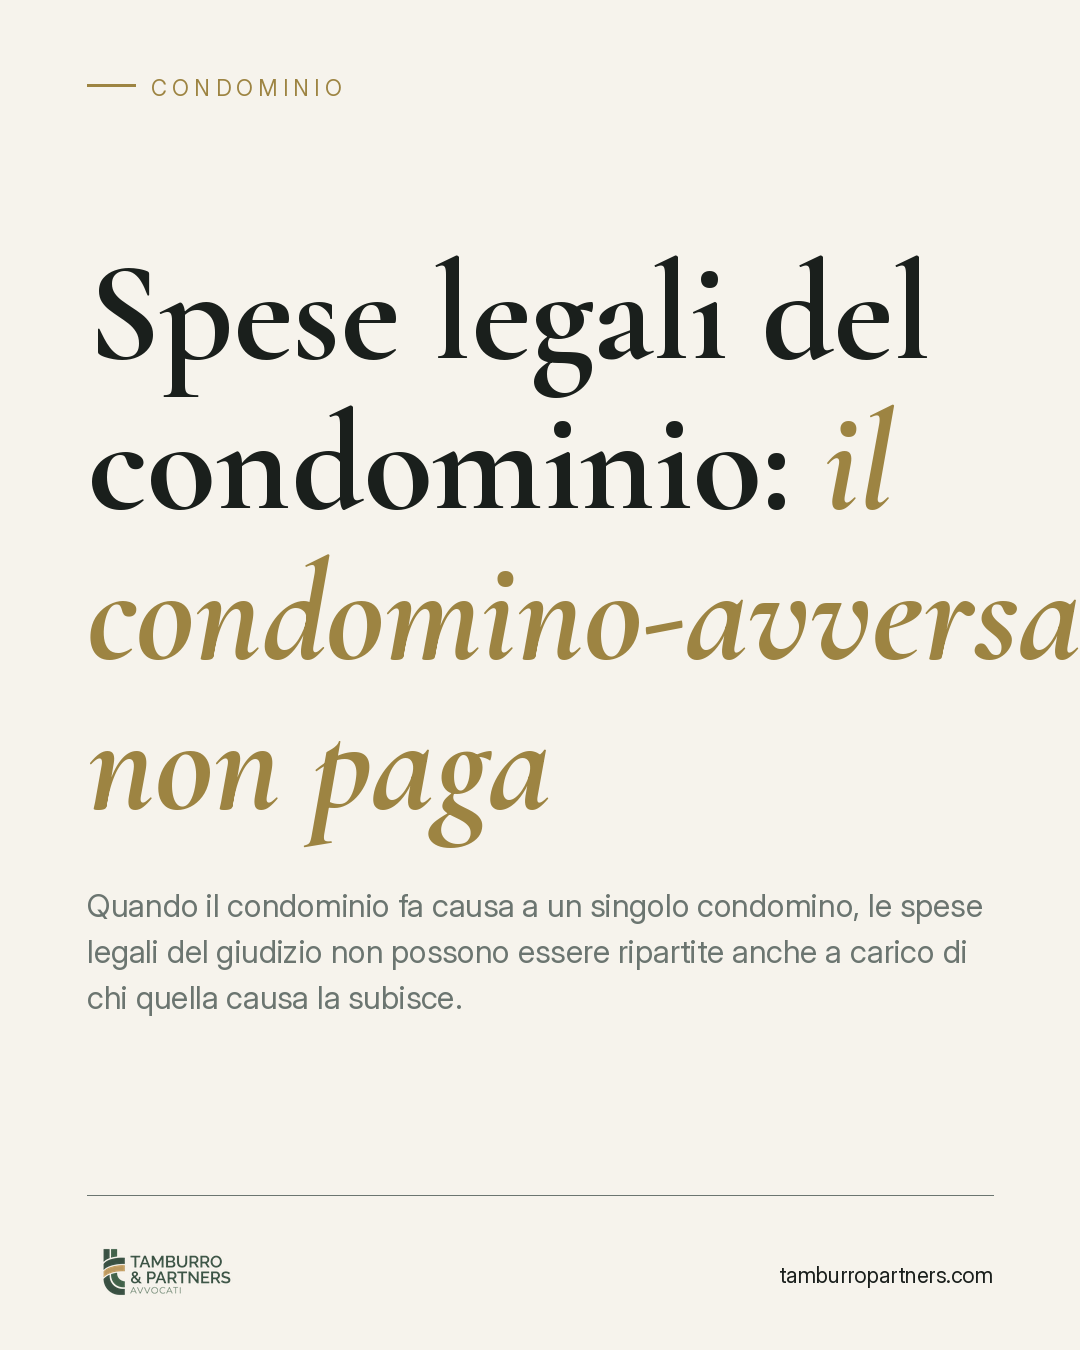 CONDOMINIO
Spese legali del
condominio: il
condomino-avversa
non paga
Quando il condominio fa causa a un singolo condomino, le spese
legali del giudizio non possono essere ripartite anche a carico di
chi quella causa la subisce.
TAMBURRO
& PARTNERS
AVVOCATI
tamburropartners.com